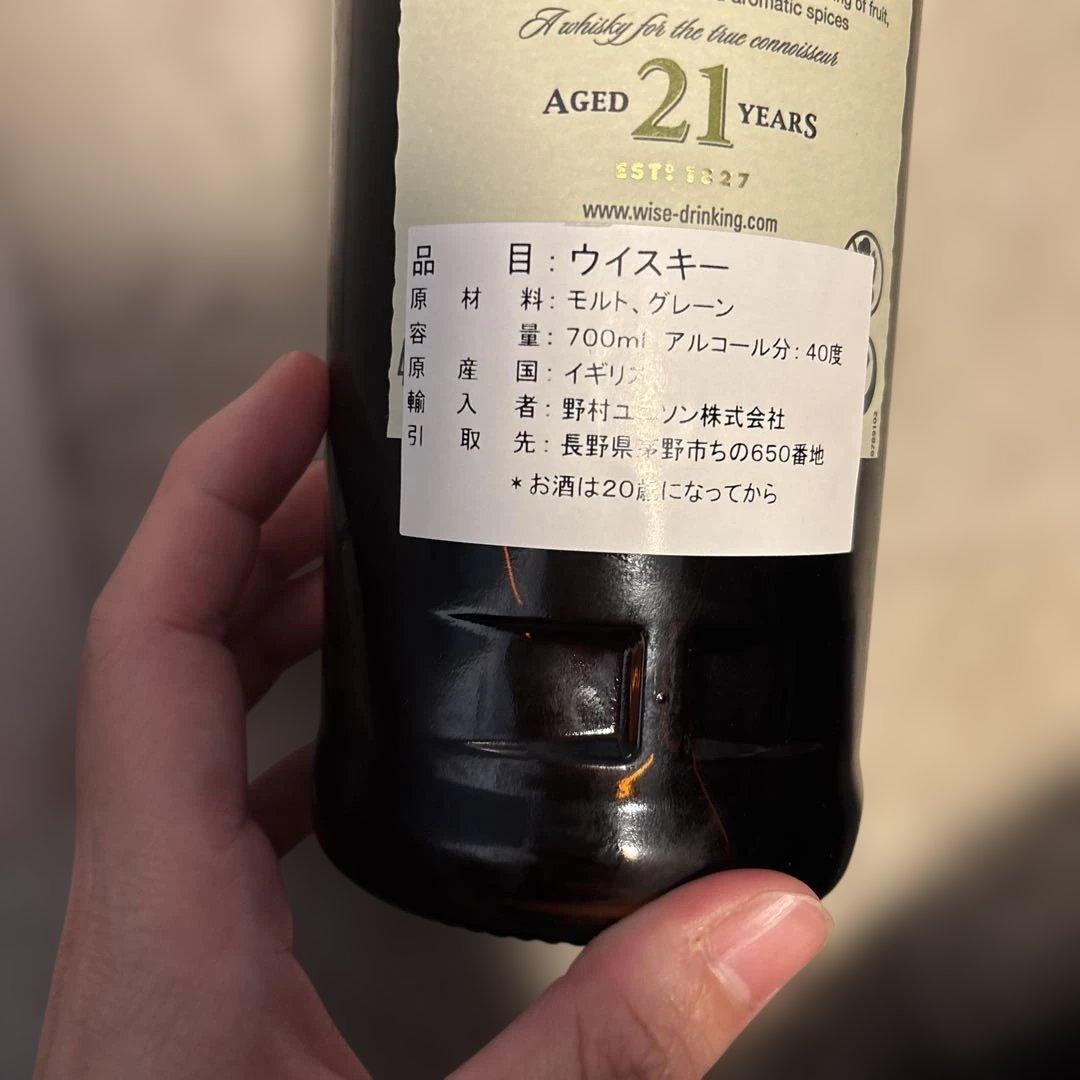 ng of fruit,
aromatic spices
A whisky for the true connoisseur
AGED 21 YEARS
ESTD 1827
www.wise-drinking.com
品目：ウイスキー
原材料：モルト、グレーン
容量：700ml アルコール分：40度
原産国：イギリス
輸入者：野村ユニソン株式会社
引取先：長野県茅野市ちの650番地
＊お酒は20歳になってから